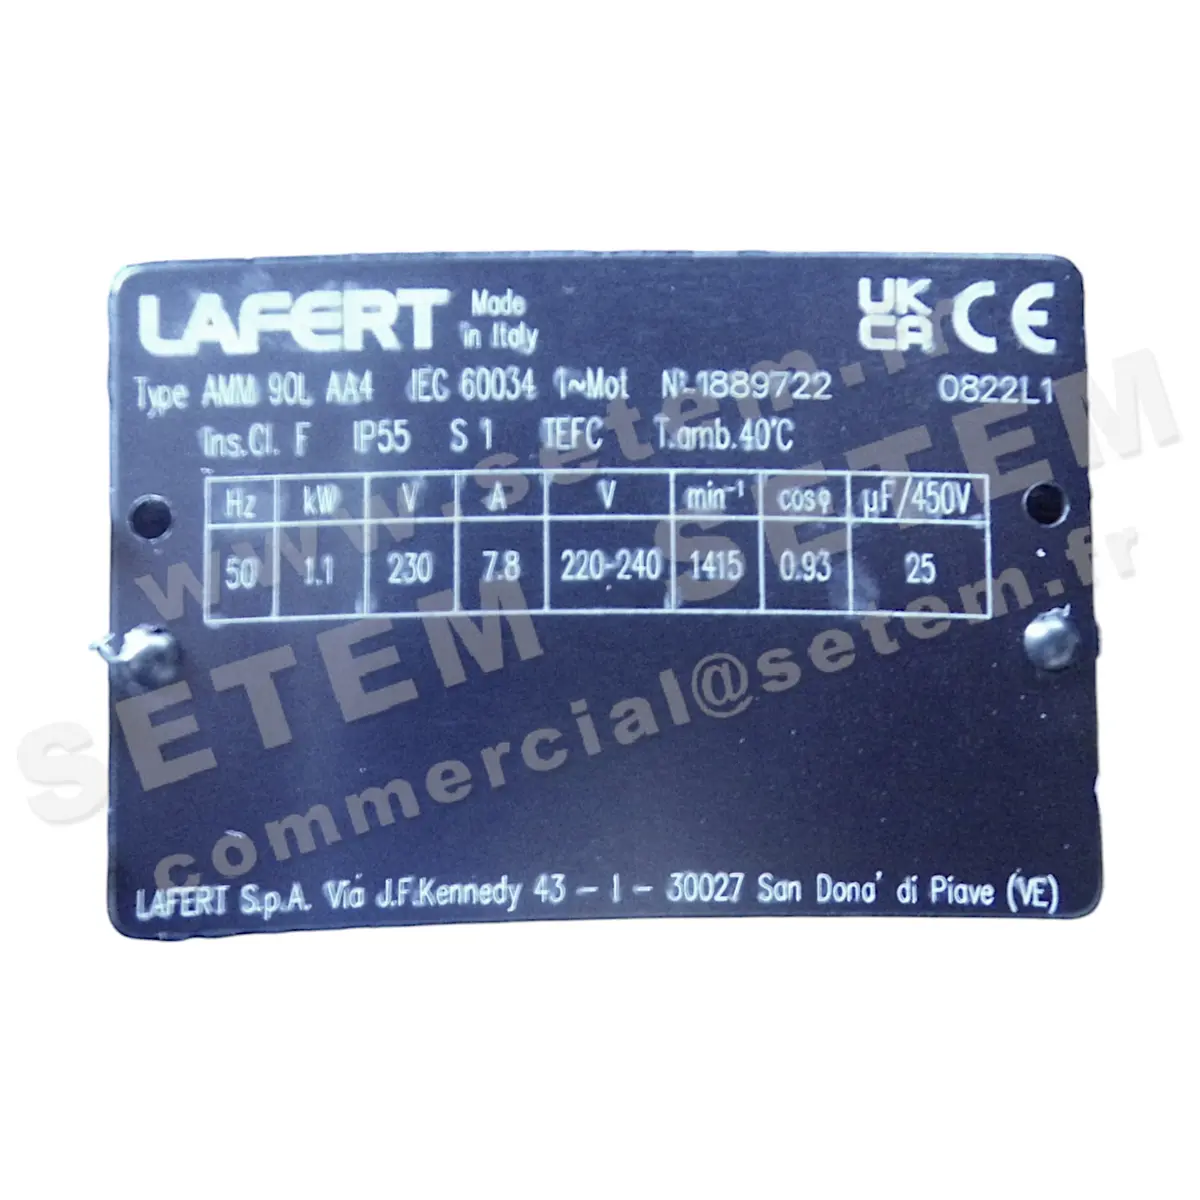 LAFERT Made in Italy UK CA CE
Type AMM 90L AA4 IEC 60034 1~Mot N.1889722 0822L1
Ins.Cl. F IP55 S 1 TEFC T.amb.40°C
Hz kW V A V min⁻¹ cosφ µF/450V
50 1.1 230 7.8 220-240 1415 0.93 25
LAFERT S.p.A. Via J.F.Kennedy 43 - I - 30027 San Dona' di Piave (VE)
www.setem.fr
SETEM SETEM
commercial@setem.fr